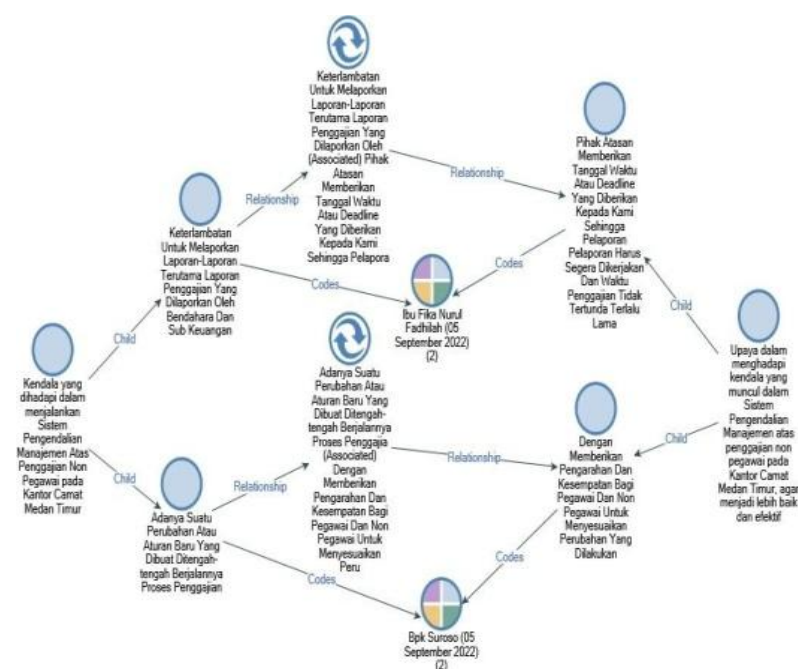 Keterlambatan
Untuk Melaporkan
Laporan-Laporan
Terutama Laporan
Penggajian Yang
Dilaporkan Oleh
(Associated) Pihak
Atasan
Memberikan
Tanggal Waktu
Atau Deadline
Yang Diberikan
Kepada Kami
Sehingga Pelapora
Pihak Atasan
Memberikan
Tanggal Waktu
Atau Deadline
Yang Diberikan
Kepada Kami
Sehingga
Pelaporan
Pelaporan Harus
Segera Dikerjakan
Dan Waktu
Penggajian Tidak
Tertunda Terlalu
Lama
Relationship
Relationship
Keterlambatan
Untuk Melaporkan
Laporan-Laporan
Terutama Laporan
Penggajian Yang
Dilaporkan Oleh
Bendahara Dan
Sub Keuangan
Codes
Codes
Ibu Fika Nurul
Fadhilah (05
September 2022)
(2)
Child
Child
Kendala yang
dihadapi dalam
menjalankan
Sistem
Pengendalian
Manajemen Atas
Penggajian Non
Pegawai pada
Kantor Camat
Medan Timur
Adanya Suatu
Perubahan Atau
Aturan Baru Yang
Dibuat Ditengah-
tengah Berjalannya
Proses Penggajia
(Associated)
Dengan
Memberikan
Pengarahan Dan
Kesempatan Bagi
Pegawai Dan Non
Pegawai Untuk
Menyesuaikan
Peru
Upaya dalam
menghadapi
kendala yang
muncul dalam
Sistem
Pengendalian
Manajemen atas
penggajian non
pegawai pada
Kantor Camat
Medan Timur, agar
menjadi lebih baik
dan efektif
Child
Child
Relationship
Relationship
Adanya Suatu
Perubahan Atau
Aturan Baru Yang
Dibuat Ditengah-
tengah Berjalannya
Proses Penggajian
Dengan
Memberikan
Pengarahan Dan
Kesempatan Bagi
Pegawai Dan Non
Pegawai Untuk
Menyesuaikan
Perubahan Yang
Dilakukan
Codes
Codes
Bpk Suroso (05
September 2022)
(2)